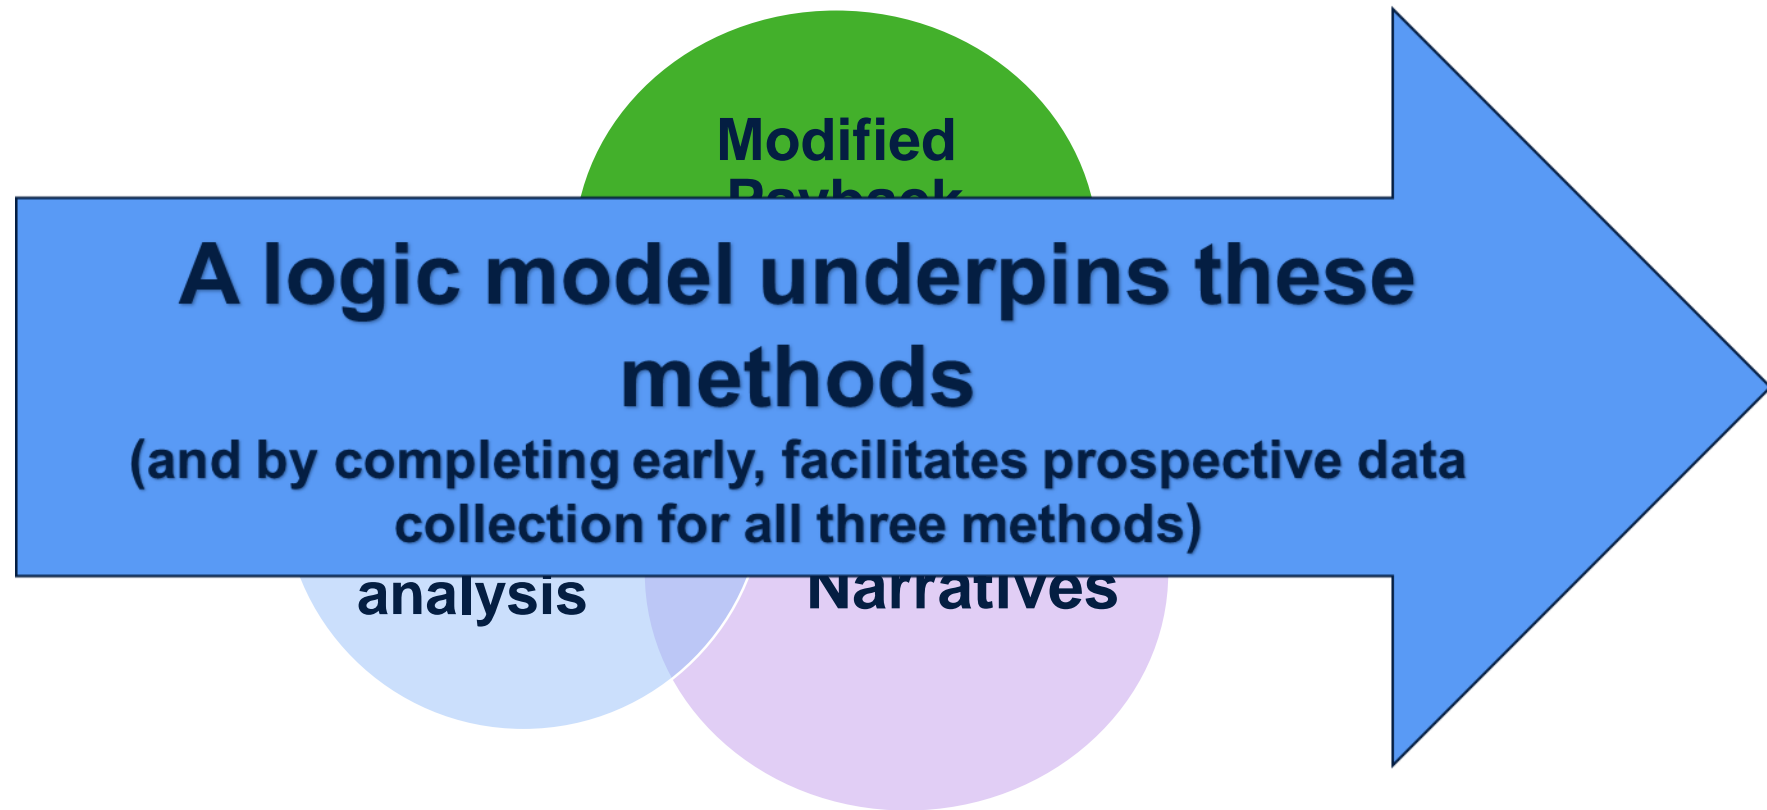 Modified
Payback
A logic model underpins these
methods
(and by completing early, facilitates prospective data
collection for all three methods)
analysis
Narratives